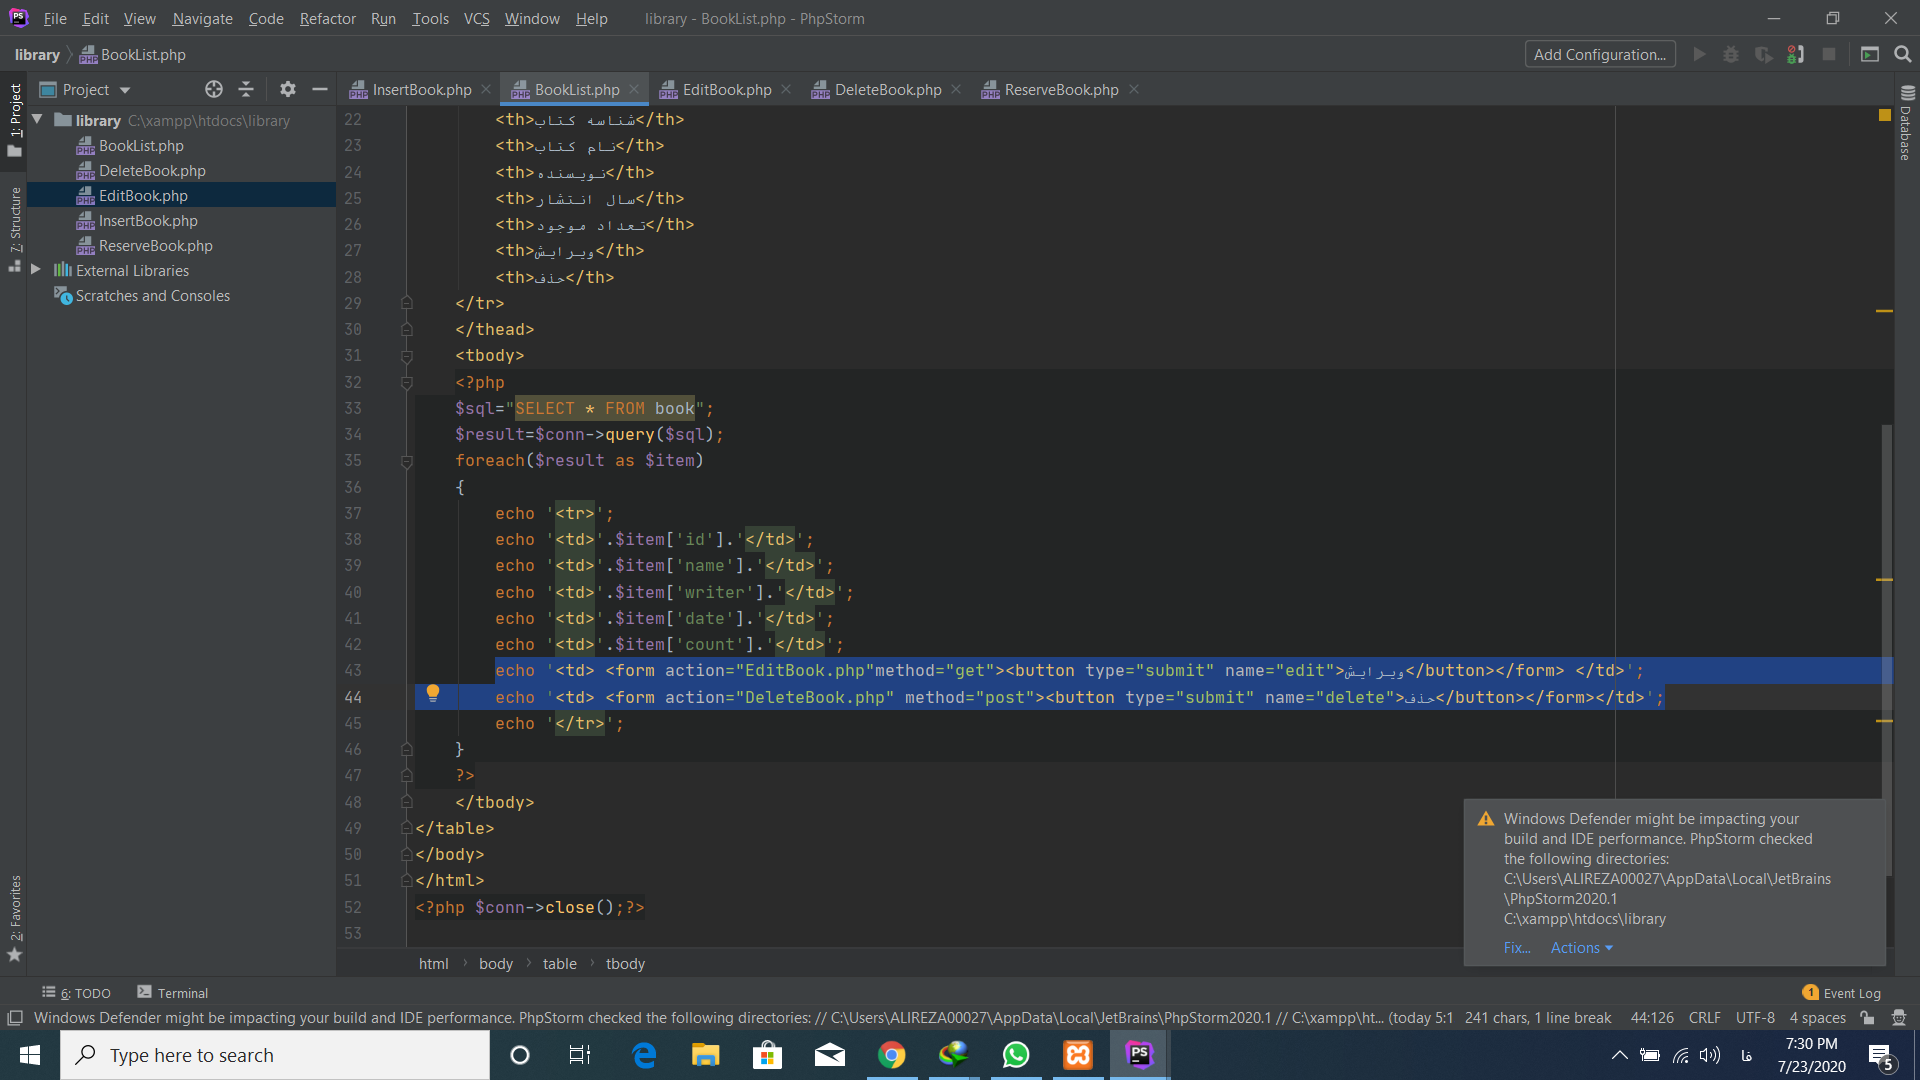 File Edit View Navigate Code Refactor Run Tools VCS Window Help library - BookList.php - PhpStorm
library BookList.php Add Configuration...
Project
InsertBook.php BookList.php EditBook.php DeleteBook.php ReserveBook.php
1: Project
7: Structure
2: Favorites
Database
library C:\xampp\htdocs\library
BookList.php
DeleteBook.php
EditBook.php
InsertBook.php
ReserveBook.php
External Libraries
Scratches and Consoles
22 <th>شناسه کتاب</th>
23 <th>نام کتاب</th>
24 <th>نویسنده</th>
25 <th>سال انتشار</th>
26 <th>تعداد موجود</th>
27 <th>ویرایش</th>
28 <th>حذف</th>
29 </tr>
30 </thead>
31 <tbody>
32 <?php
33 $sql="SELECT * FROM book";
34 $result=$conn->query($sql);
35 foreach($result as $item)
36 {
37 echo '<tr>';
38 echo '<td>'.$item['id'].'</td>';
39 echo '<td>'.$item['name'].'</td>';
40 echo '<td>'.$item['writer'].'</td>';
41 echo '<td>'.$item['date'].'</td>';
42 echo '<td>'.$item['count'].'</td>';
43 echo '<td> <form action="EditBook.php"method="get"><button type="submit" name="edit">ویرایش</button></form> </td>';
44 echo '<td> <form action="DeleteBook.php" method="post"><button type="submit" name="delete">حذف</button></form></td>';
45 echo '</tr>';
46 }
47 ?>
48 </tbody>
49 </table>
50 </body>
51 </html>
52 <?php $conn->close();?>
53
Windows Defender might be impacting your
build and IDE performance. PhpStorm checked
the following directories:
C:\Users\ALIREZA00027\AppData\Local\JetBrains
\PhpStorm2020.1
C:\xampp\htdocs\library
Fix... Actions
html body table tbody
6: TODO Terminal 1 Event Log
Windows Defender might be impacting your build and IDE performance. PhpStorm checked the following directories: // C:\Users\ALIREZA00027\AppData\Local\JetBrains\PhpStorm2020.1 // C:\xampp\ht... (today 5:1 241 chars, 1 line break 44:126 CRLF UTF-8 4 spaces
Type here to search
فا
7:30 PM
7/23/2020
5